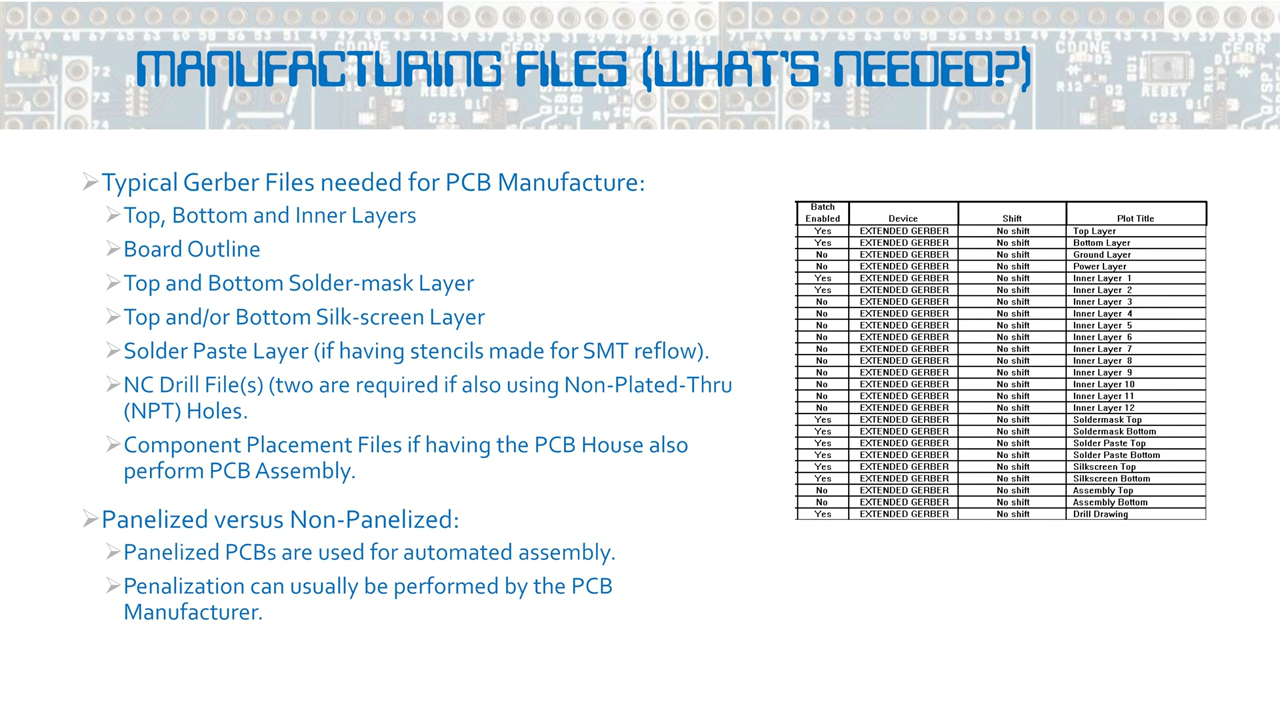 MANUFACTURING FILES (WHAT'S NEEDED?)
Typical Gerber Files needed for PCB Manufacture:
Top, Bottom and Inner Layers
Board Outline
Top and Bottom Solder-mask Layer
Top and/or Bottom Silk-screen Layer
Solder Paste Layer (if having stencils made for SMT reflow).
NC Drill File(s) (two are required if also using Non-Plated-Thru
(NPT) Holes.
Component Placement Files if having the PCB House also
perform PCB Assembly.
Panelized versus Non-Panelized:
Panelized PCBs are used for automated assembly.
Penalization can usually be performed by the PCB
Manufacturer.
Batch
Enabled Device Shift Plot Title
Yes EXTENDED GERBER No shift Top Layer
Yes EXTENDED GERBER No shift Bottom Layer
No EXTENDED GERBER No shift Ground Layer
No EXTENDED GERBER No shift Power Layer
Yes EXTENDED GERBER No shift Inner Layer 1
Yes EXTENDED GERBER No shift Inner Layer 2
No EXTENDED GERBER No shift Inner Layer 3
No EXTENDED GERBER No shift Inner Layer 4
No EXTENDED GERBER No shift Inner Layer 5
No EXTENDED GERBER No shift Inner Layer 6
No EXTENDED GERBER No shift Inner Layer 7
No EXTENDED GERBER No shift Inner Layer 8
No EXTENDED GERBER No shift Inner Layer 9
No EXTENDED GERBER No shift Inner Layer 10
No EXTENDED GERBER No shift Inner Layer 11
No EXTENDED GERBER No shift Inner Layer 12
Yes EXTENDED GERBER No shift Soldermask Top
Yes EXTENDED GERBER No shift Soldermask Bottom
Yes EXTENDED GERBER No shift Solder Paste Top
Yes EXTENDED GERBER No shift Solder Paste Bottom
Yes EXTENDED GERBER No shift Silkscreen Top
Yes EXTENDED GERBER No shift Silkscreen Bottom
No EXTENDED GERBER No shift Assembly Top
No EXTENDED GERBER No shift Assembly Bottom
Yes EXTENDED GERBER No shift Drill Drawing